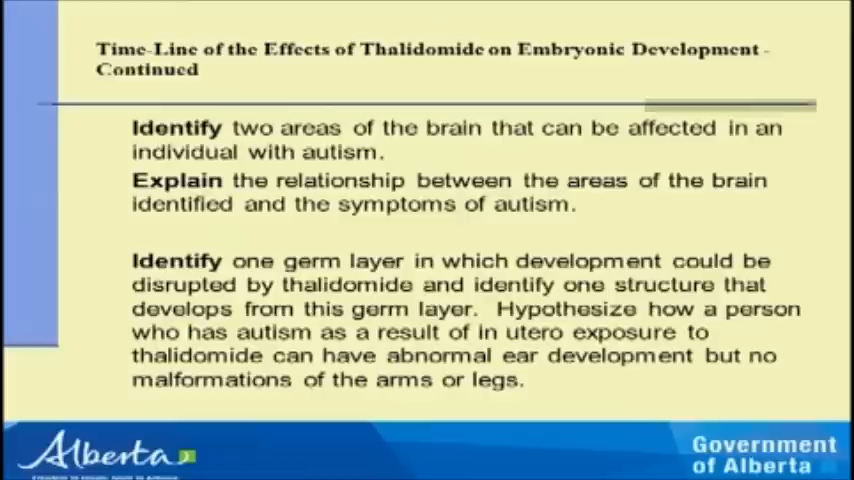 Time-Line of the Effects of Thalidomide on Embryonic Development -
Continued
Identify two areas of the brain that can be affected in an
individual with autism.
Explain the relationship between the areas of the brain
identified and the symptoms of autism.
Identify one germ layer in which development could be
disrupted by thalidomide and identify one structure that
develops from this germ layer. Hypothesize how a person
who has autism as a result of in utero exposure to
thalidomide can have abnormal ear development but no
malformations of the arms or legs.
Alberta
Government
of Alberta